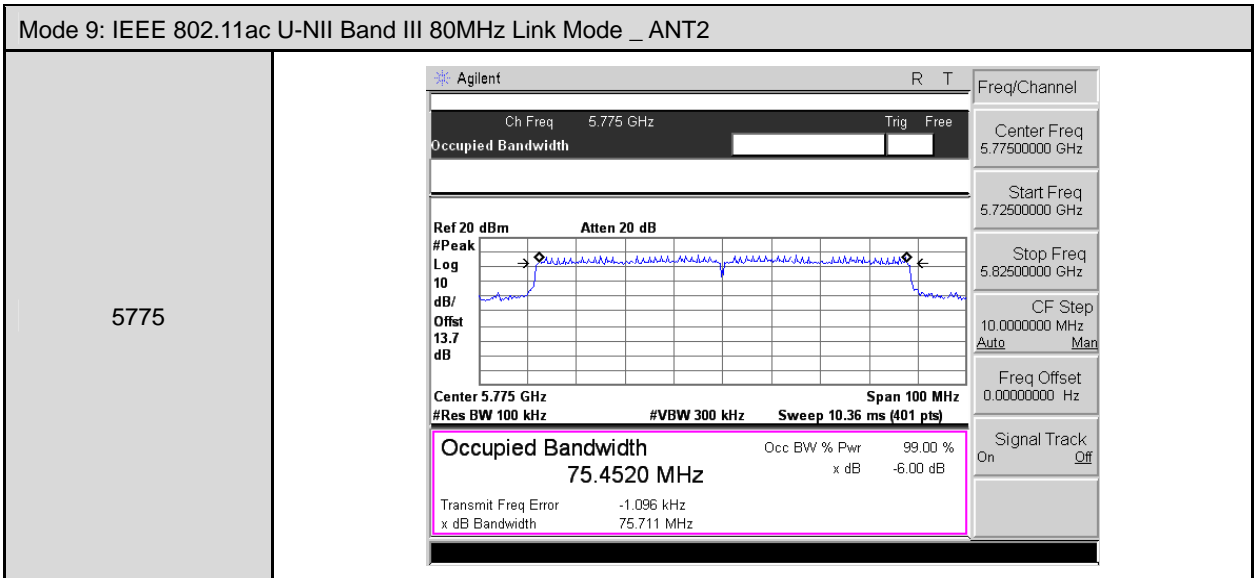 Mode 9: IEEE 802.11ac U-NII Band III 80MHz Link Mode _ ANT2
5775
Agilent R T
Ch Freq 5.775 GHz Trig Free
Occupied Bandwidth
Ref 20 dBm Atten 20 dB
#Peak
Log
10
dB/
Offst
13.7
dB
Center 5.775 GHz Span 100 MHz
#Res BW 100 kHz #VBW 300 kHz Sweep 10.36 ms (401 pts)
Occupied Bandwidth Occ BW % Pwr 99.00 %
75.4520 MHz x dB -6.00 dB
Transmit Freq Error -1.096 kHz
x dB Bandwidth 75.711 MHz
Freq/Channel
Center Freq
5.77500000 GHz
Start Freq
5.72500000 GHz
Stop Freq
5.82500000 GHz
CF Step
10.0000000 MHz
Auto Man
Freq Offset
0.00000000 Hz
Signal Track
On Off